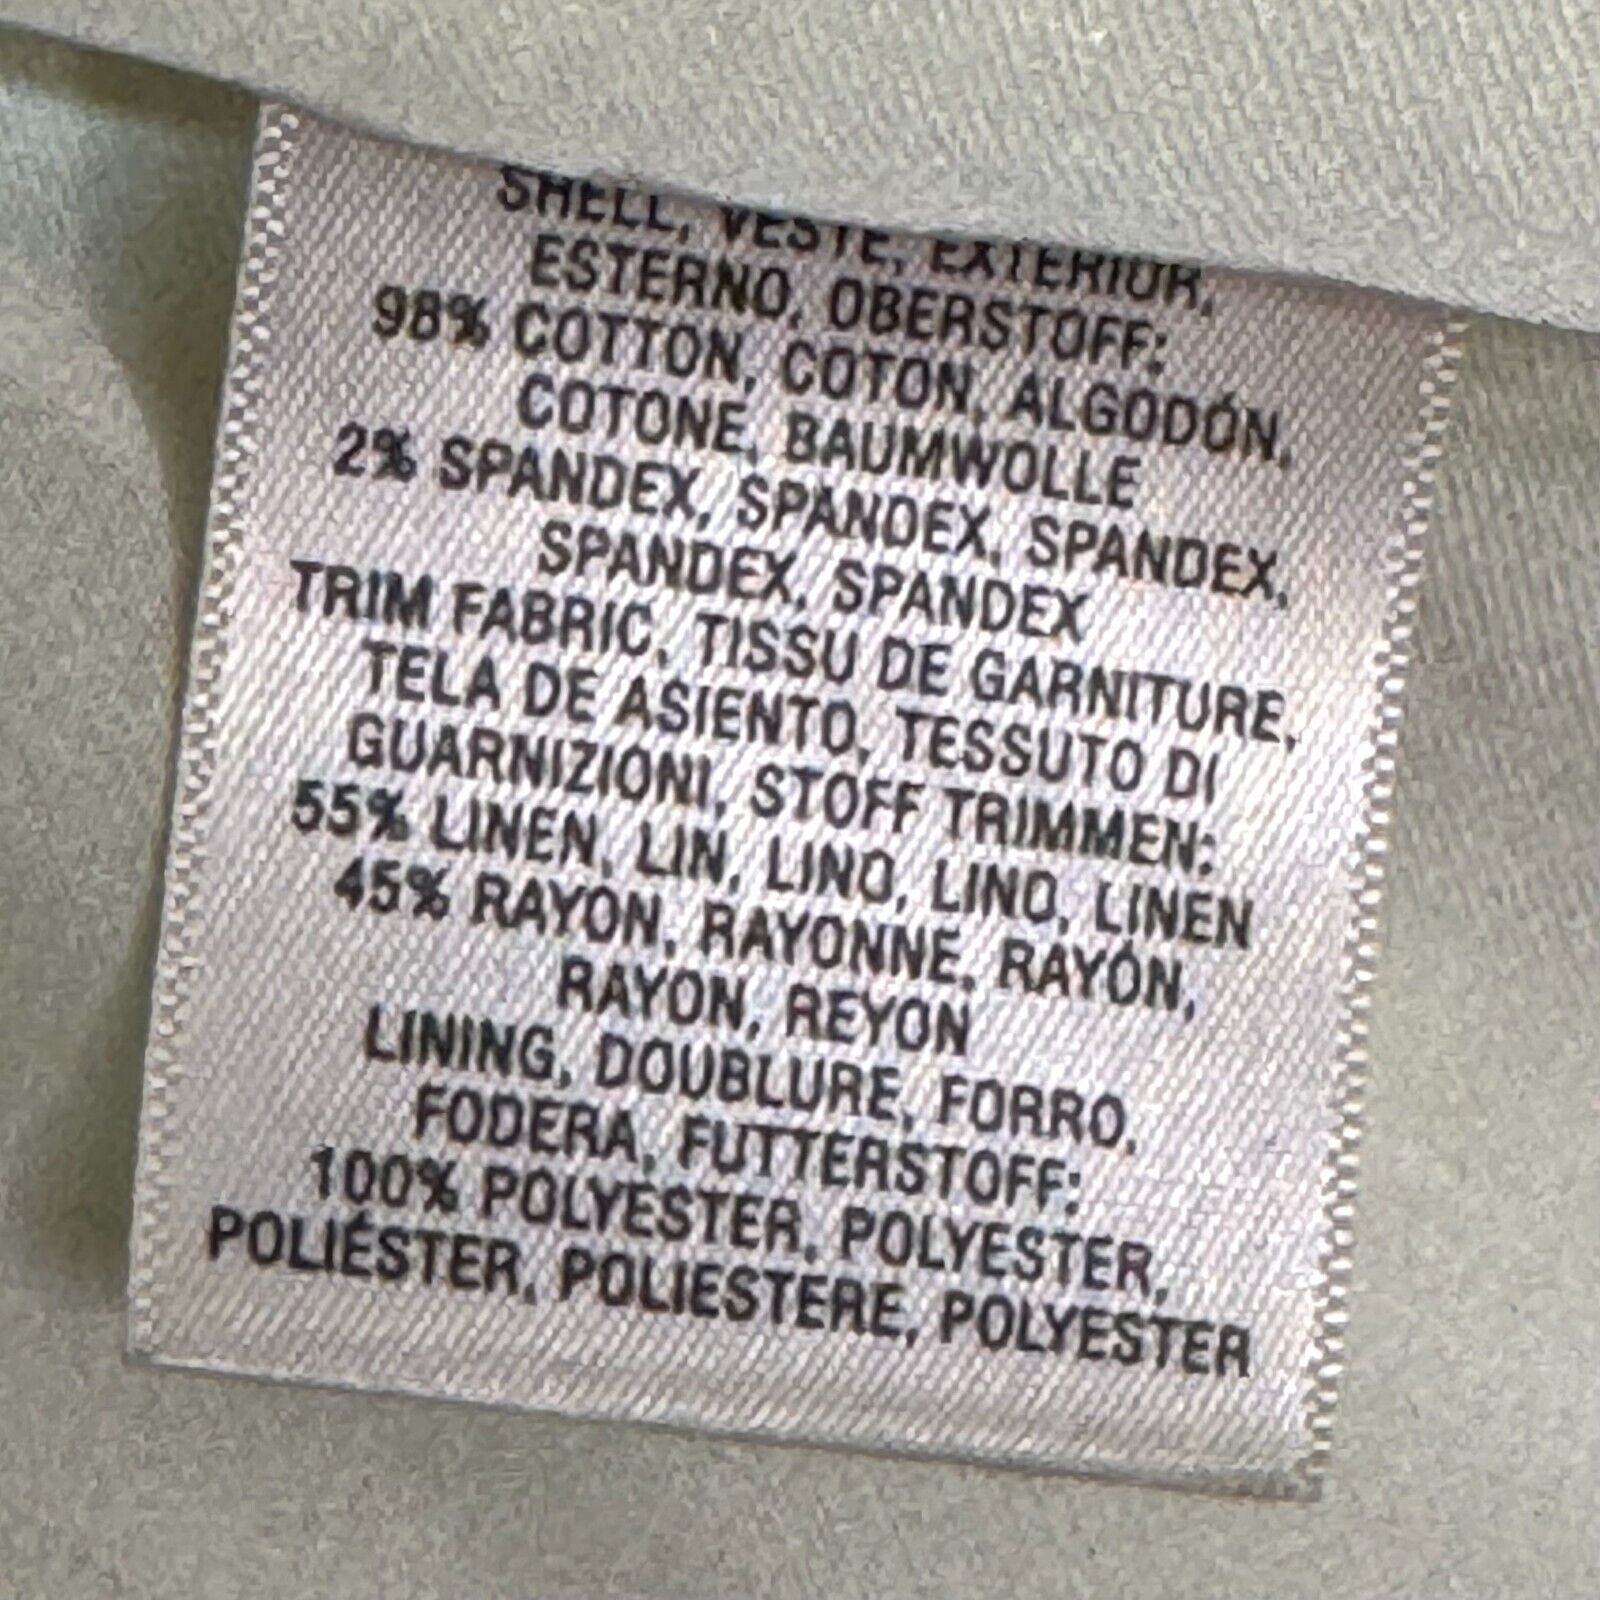 SHELL, VESTE, EXTERIOR,
ESTERNO, OBERSTOFF:
98% COTTON, COTON, ALGODÓN,
COTONE, BAUMWOLLE
2% SPANDEX, SPANDEX, SPANDEX,
SPANDEX, SPANDEX
TRIM FABRIC, TISSU DE GARNITURE,
TELA DE ASIENTO, TESSUTO DI
GUARNIZIONI, STOFF TRIMMEN:
55% LINEN, LIN, LINO, LINO, LINEN
45% RAYON, RAYONNE, RAYÓN,
RAYON, REYON
LINING, DOUBLURE, FORRO,
FODERA, FUTTERSTOFF:
100% POLYESTER, POLYESTER,
POLIÉSTER, POLIESTERE, POLYESTER